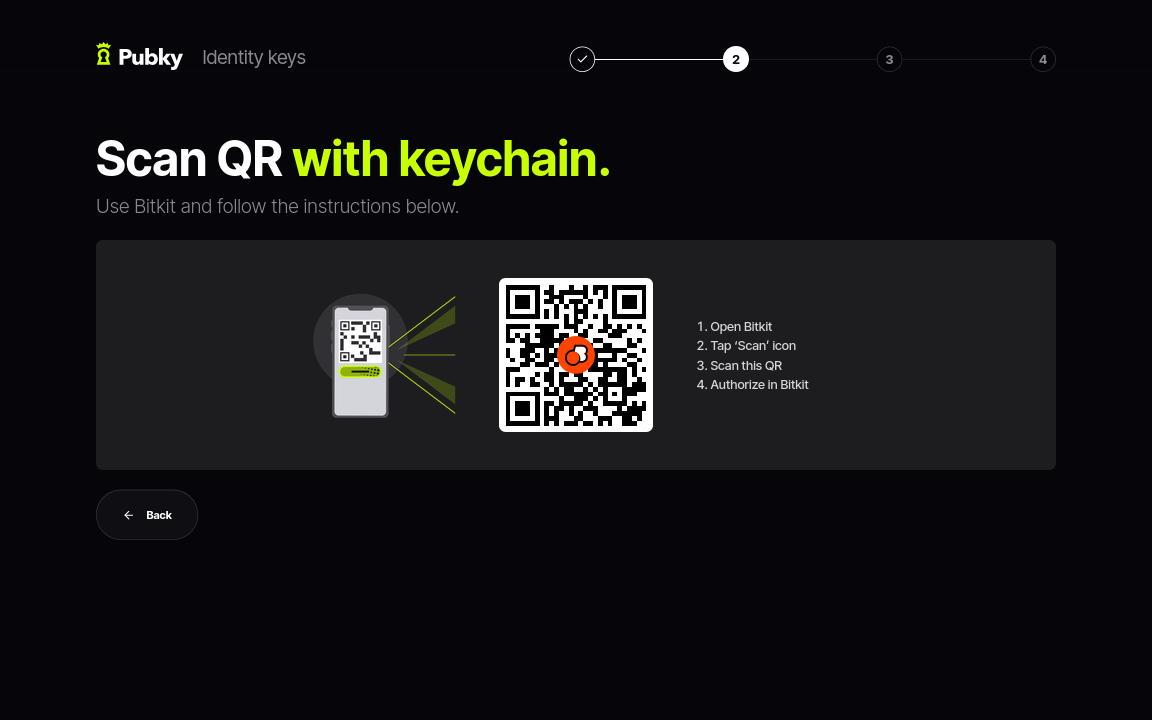 Pubky Identity keys
2 3 4
Scan QR with keychain.
Use Bitkit and follow the instructions below.
1. Open Bitkit
2. Tap ‘Scan’ icon
3. Scan this QR
4. Authorize in Bitkit
Back